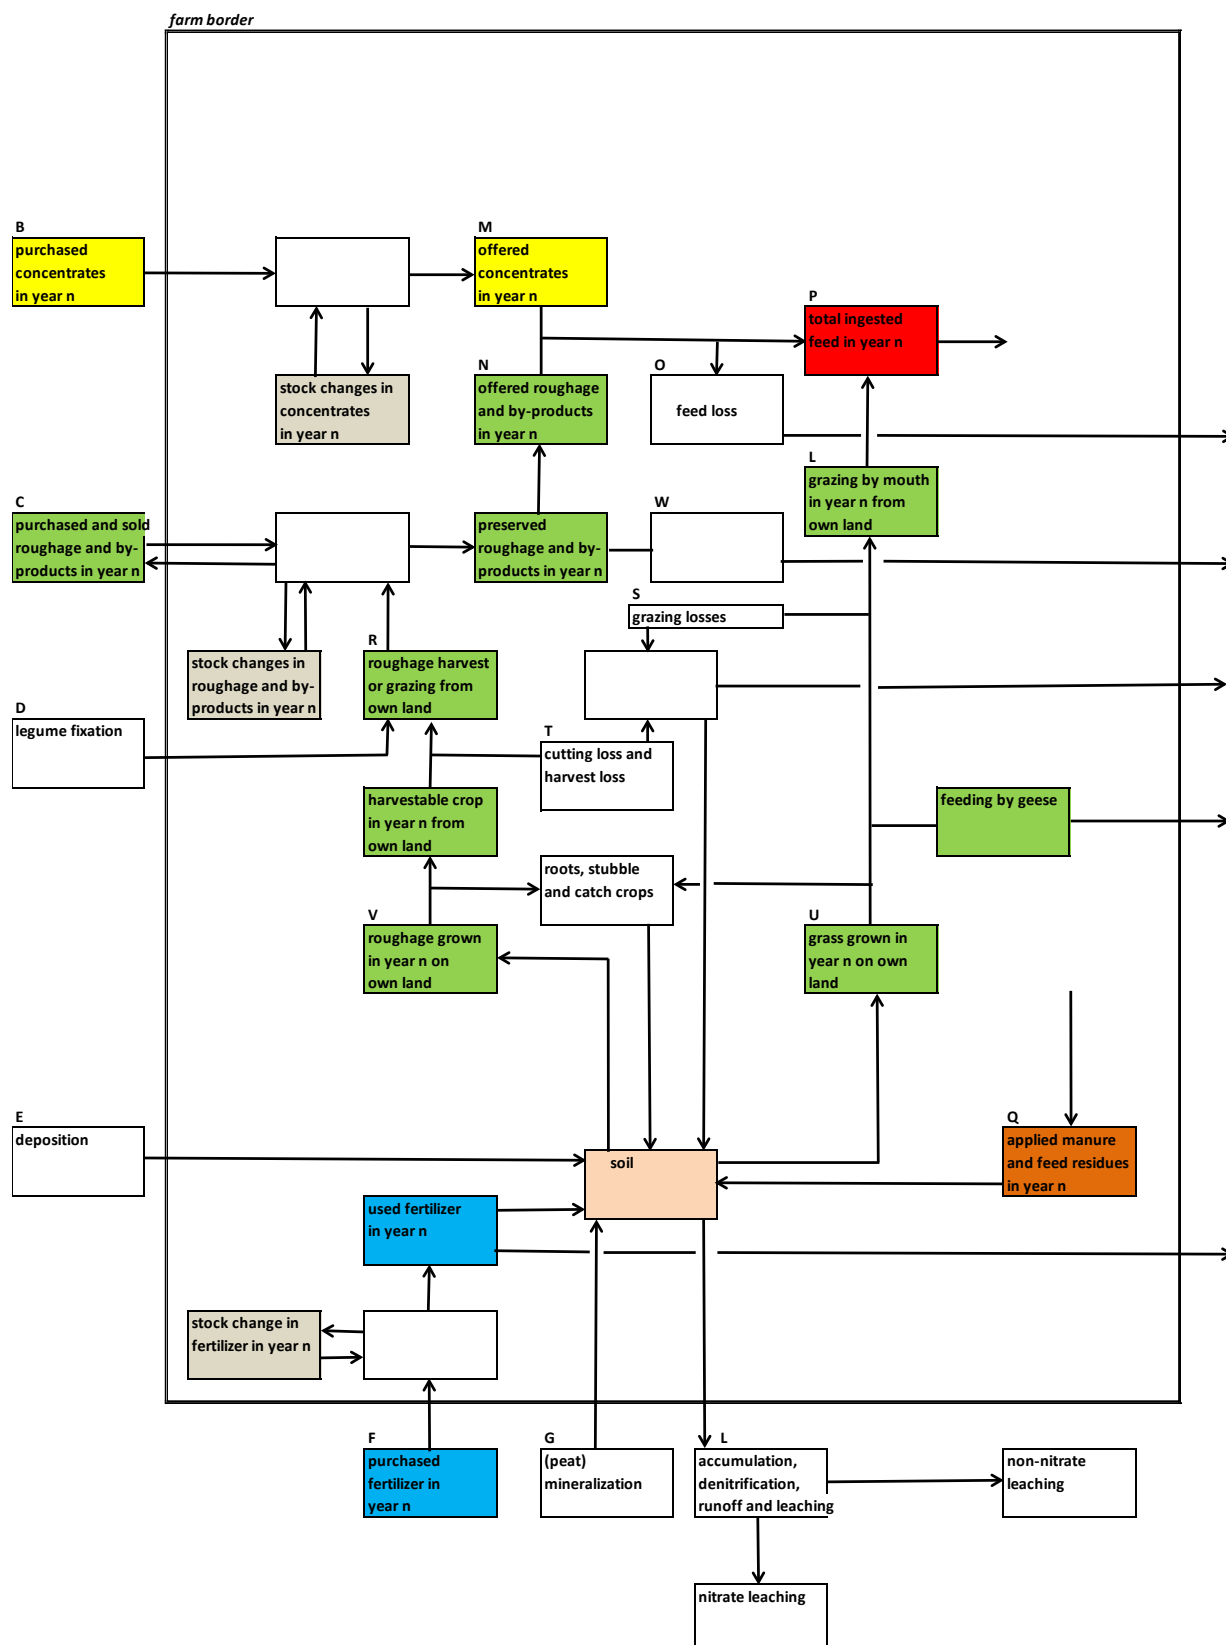 farm border
B
purchased
concentrates
in year n
M
offered
concentrates
in year n
P
total ingested
feed in year n
stock changes in
concentrates
in year n
N
offered roughage
and by-products
in year n
O
feed loss
L
grazing by mouth
in year n from
own land
C
purchased and sold
roughage and by-
products in year n
preserved
roughage and by-
products in year n
W
S
grazing losses
stock changes in
roughage and by-
products in year n
R
roughage harvest
or grazing from
own land
D
legume fixation
T
cutting loss and
harvest loss
harvestable crop
in year n from
own land
feeding by geese
roots, stubble
and catch crops
V
roughage grown
in year n on
own land
U
grass grown in
year n on own
land
E
deposition
soil
Q
applied manure
and feed residues
in year n
used fertilizer
in year n
stock change in
fertilizer in year n
F
purchased
fertilizer in
year n
G
(peat)
mineralization
L
accumulation,
denitrification,
runoff and leaching
non-nitrate
leaching
nitrate leaching